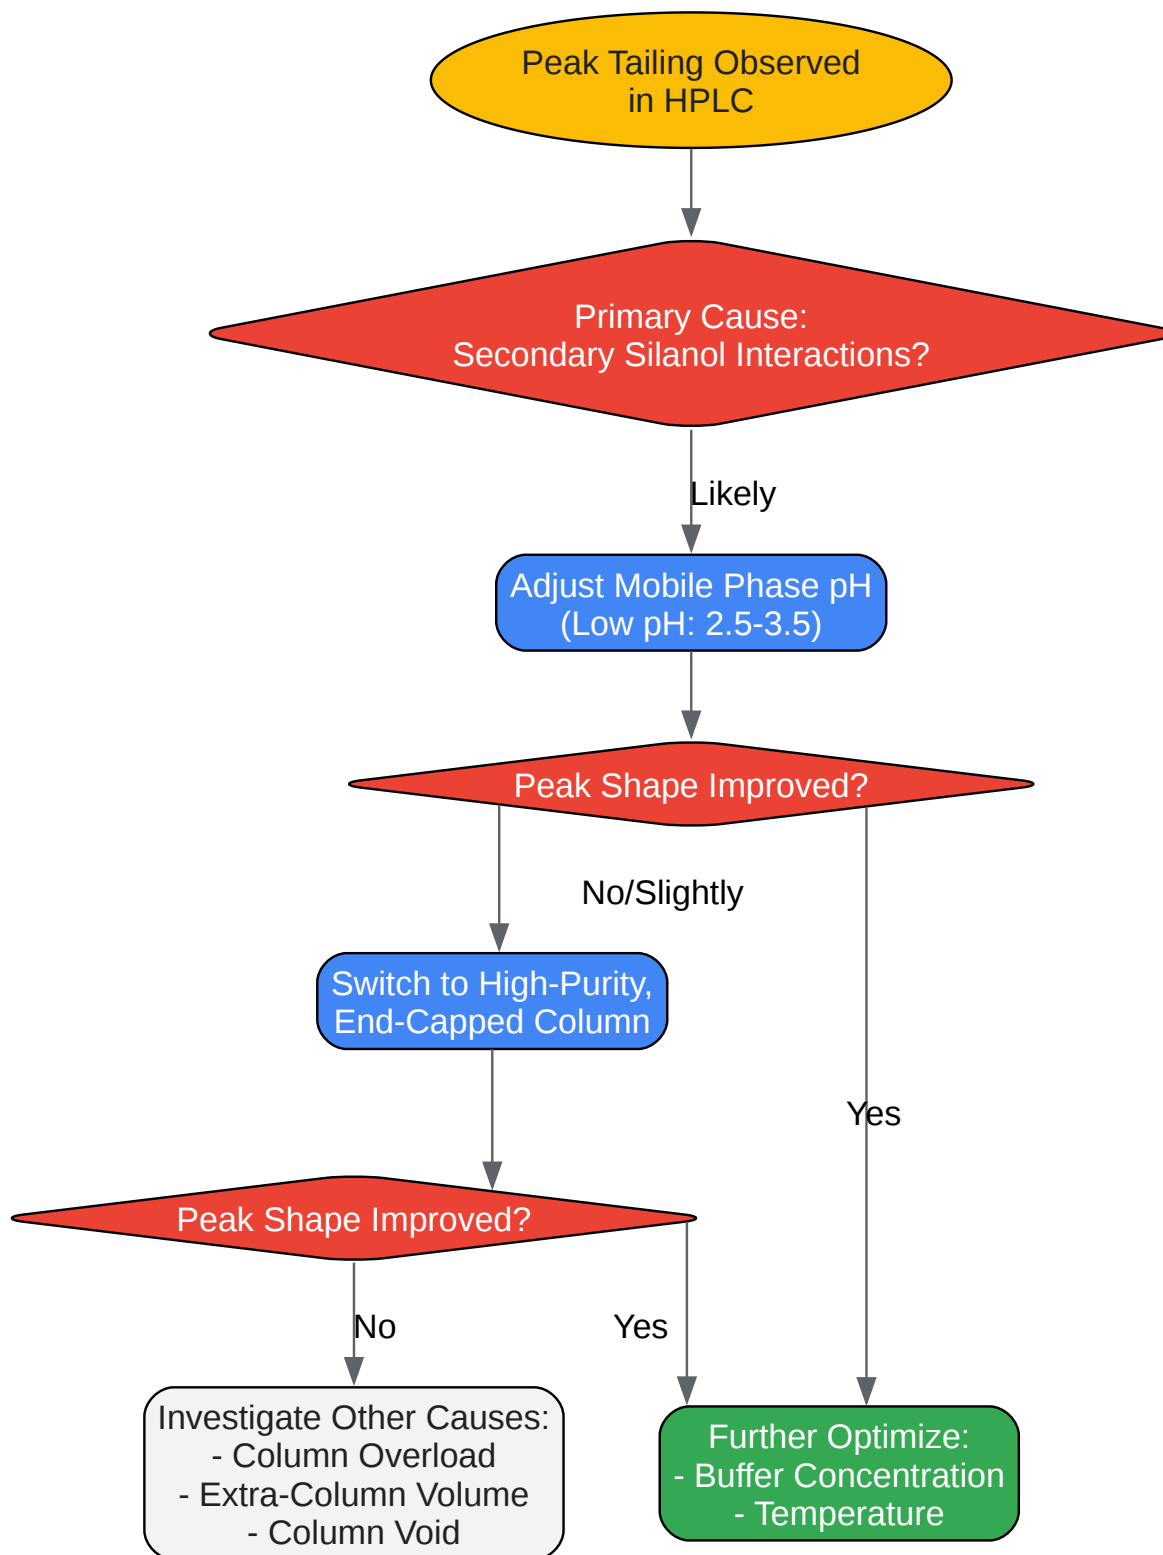 Peak Tailing Observed
in HPLC
Primary Cause:
Secondary Silanol Interactions?
Likely
Adjust Mobile Phase pH
(Low pH: 2.5-3.5)
Peak Shape Improved?
No/Slightly
Switch to High-Purity,
End-Capped Column
Yes
Peak Shape Improved?
No
Yes
Investigate Other Causes:
- Column Overload
- Extra-Column Volume
- Column Void
Further Optimize:
- Buffer Concentration
- Temperature